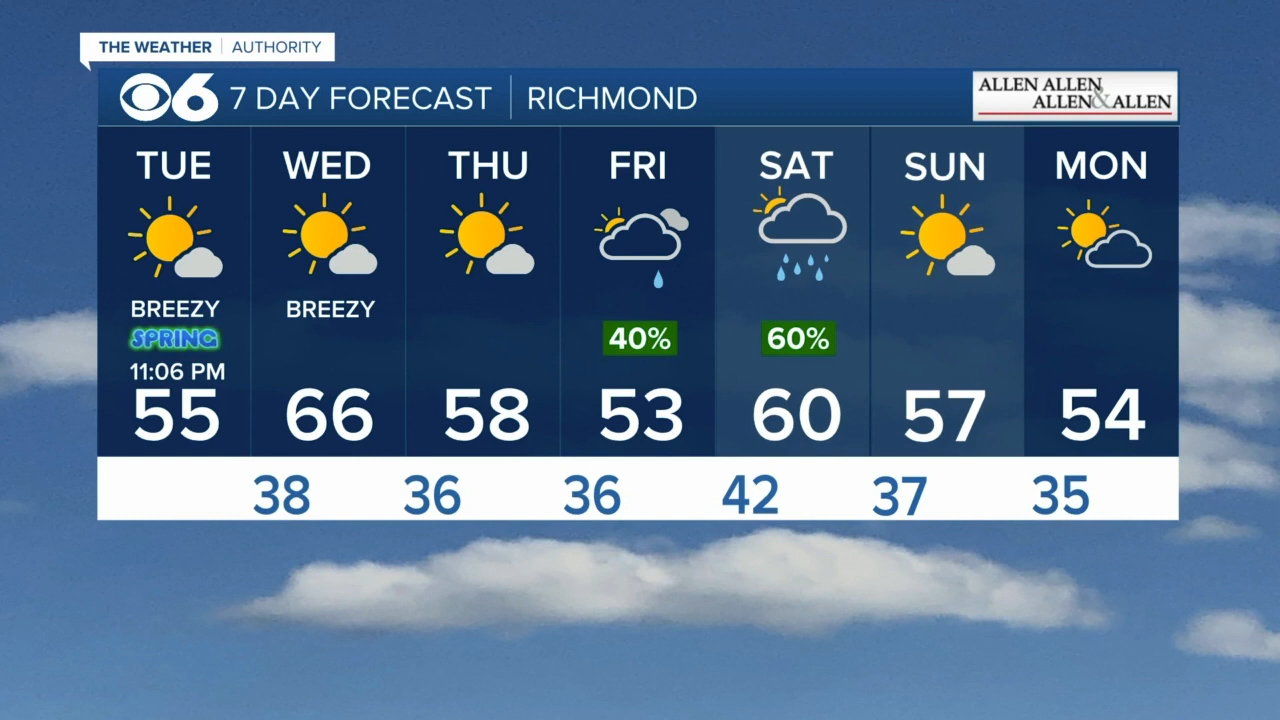 THE WEATHER | AUTHORITY
6 7 DAY FORECAST | RICHMOND
ALLEN ALLEN,
ALLEN & ALLEN
TUE WED THU FRI SAT SUN MON
BREEZY BREEZY
SPRING 40% 60%
11:06 PM
55 66 58 53 60 57 54
38 36 36 42 37 35